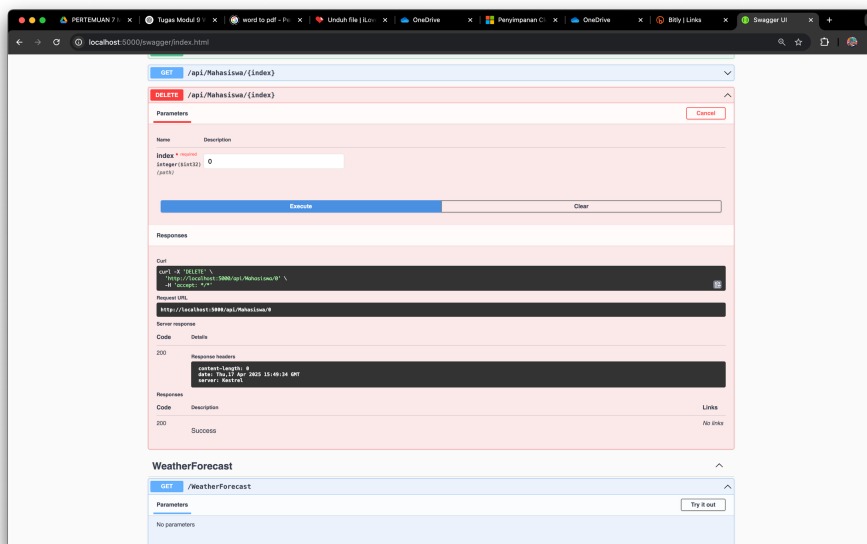 PERTEMUAN 7 M
Tugas Modul 9 V
word to pdf - Pe
Unduh file | iLov
OneDrive
Penyimpanan Cl
OneDrive
Bitly | Links
Swagger UI
localhost:5000/swagger/index.html
GET /api/Mahasiswa/{index}
DELETE /api/Mahasiswa/{index}
Parameters Cancel
Name Description
index * required
integer($int32) 0
(path)
Execute Clear
Responses
Curl
curl -X 'DELETE' \
'http://localhost:5000/api/Mahasiswa/0' \
-H 'accept: */*'
Request URL
http://localhost:5000/api/Mahasiswa/0
Server response
Code Details
200
Response headers
content-length: 0
date: Thu,17 Apr 2025 15:49:34 GMT
server: Kestrel
Responses
Code Description Links
200 No links
Success
WeatherForecast
GET /WeatherForecast
Parameters Try it out
No parameters